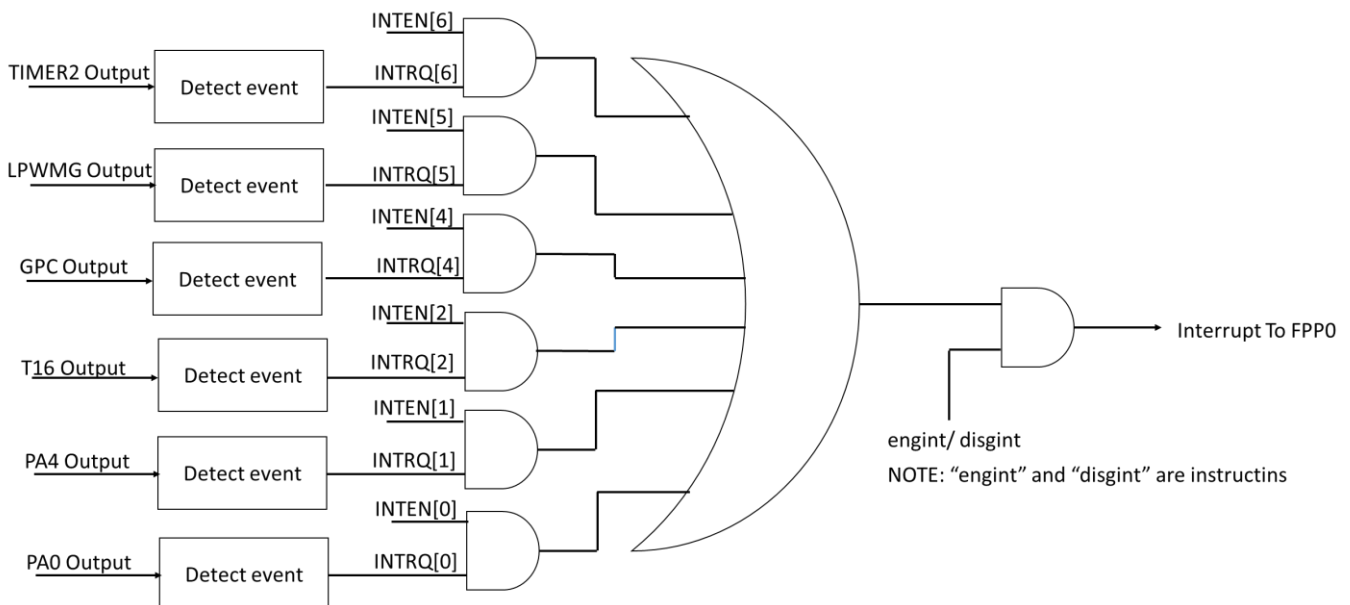 INTEN[6]
TIMER2 Output
Detect event
INTRQ[6]
INTEN[5]
LPWMG Output
Detect event
INTRQ[5]
INTEN[4]
GPC Output
Detect event
INTRQ[4]
INTEN[2]
T16 Output
Detect event
INTRQ[2]
INTEN[1]
PA4 Output
Detect event
INTRQ[1]
INTEN[0]
PA0 Output
Detect event
INTRQ[0]
Interrupt To FPP0
engint/ disgint
NOTE: “engint” and “disgint” are instructins